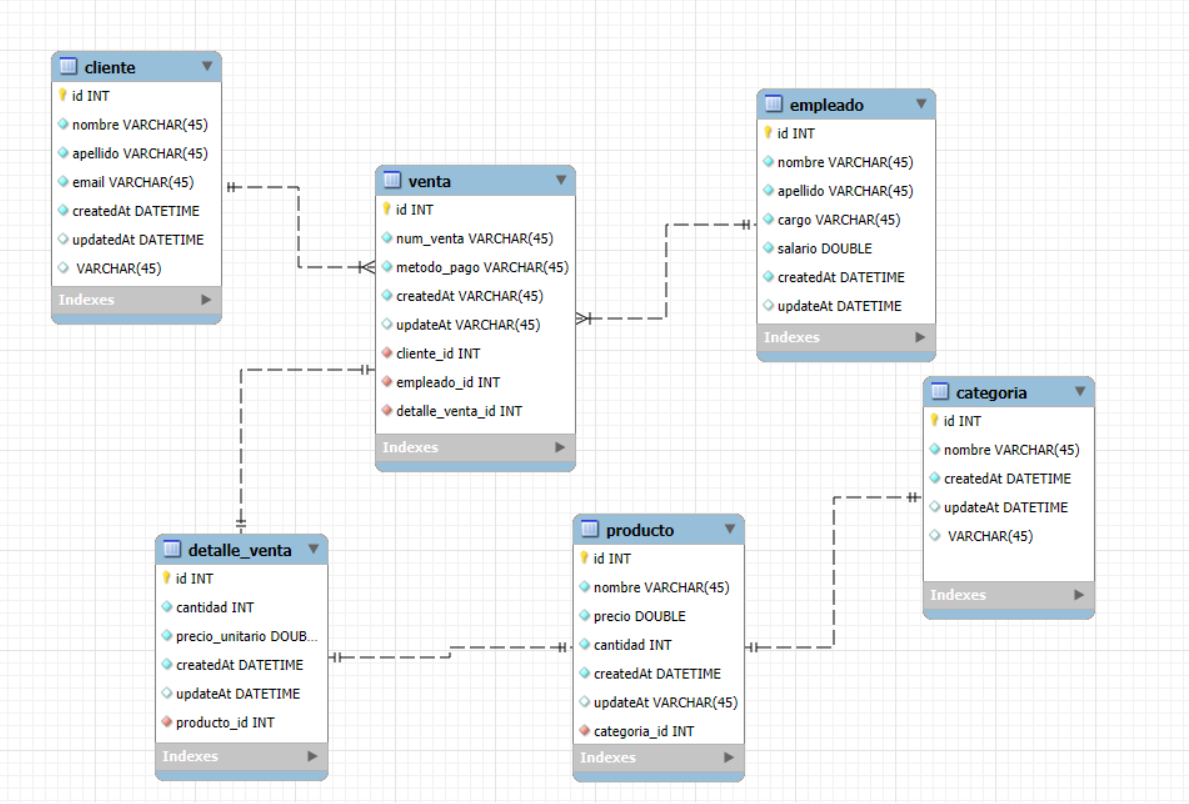 cliente
id INT
nombre VARCHAR(45)
apellido VARCHAR(45)
email VARCHAR(45)
createdAt DATETIME
updatedAt DATETIME
VARCHAR(45)
Indexes
venta
id INT
num_venta VARCHAR(45)
metodo_pago VARCHAR(45)
createdAt VARCHAR(45)
updateAt VARCHAR(45)
cliente_id INT
empleado_id INT
detalle_venta_id INT
Indexes
empleado
id INT
nombre VARCHAR(45)
apellido VARCHAR(45)
cargo VARCHAR(45)
salario DOUBLE
createdAt DATETIME
updateAt DATETIME
Indexes
categoria
id INT
nombre VARCHAR(45)
createdAt DATETIME
updateAt DATETIME
VARCHAR(45)
Indexes
detalle_venta
id INT
cantidad INT
precio_unitario DOUB...
createdAt DATETIME
updateAt DATETIME
producto_id INT
Indexes
producto
id INT
nombre VARCHAR(45)
precio DOUBLE
cantidad INT
createdAt DATETIME
updateAt VARCHAR(45)
categoria_id INT
Indexes